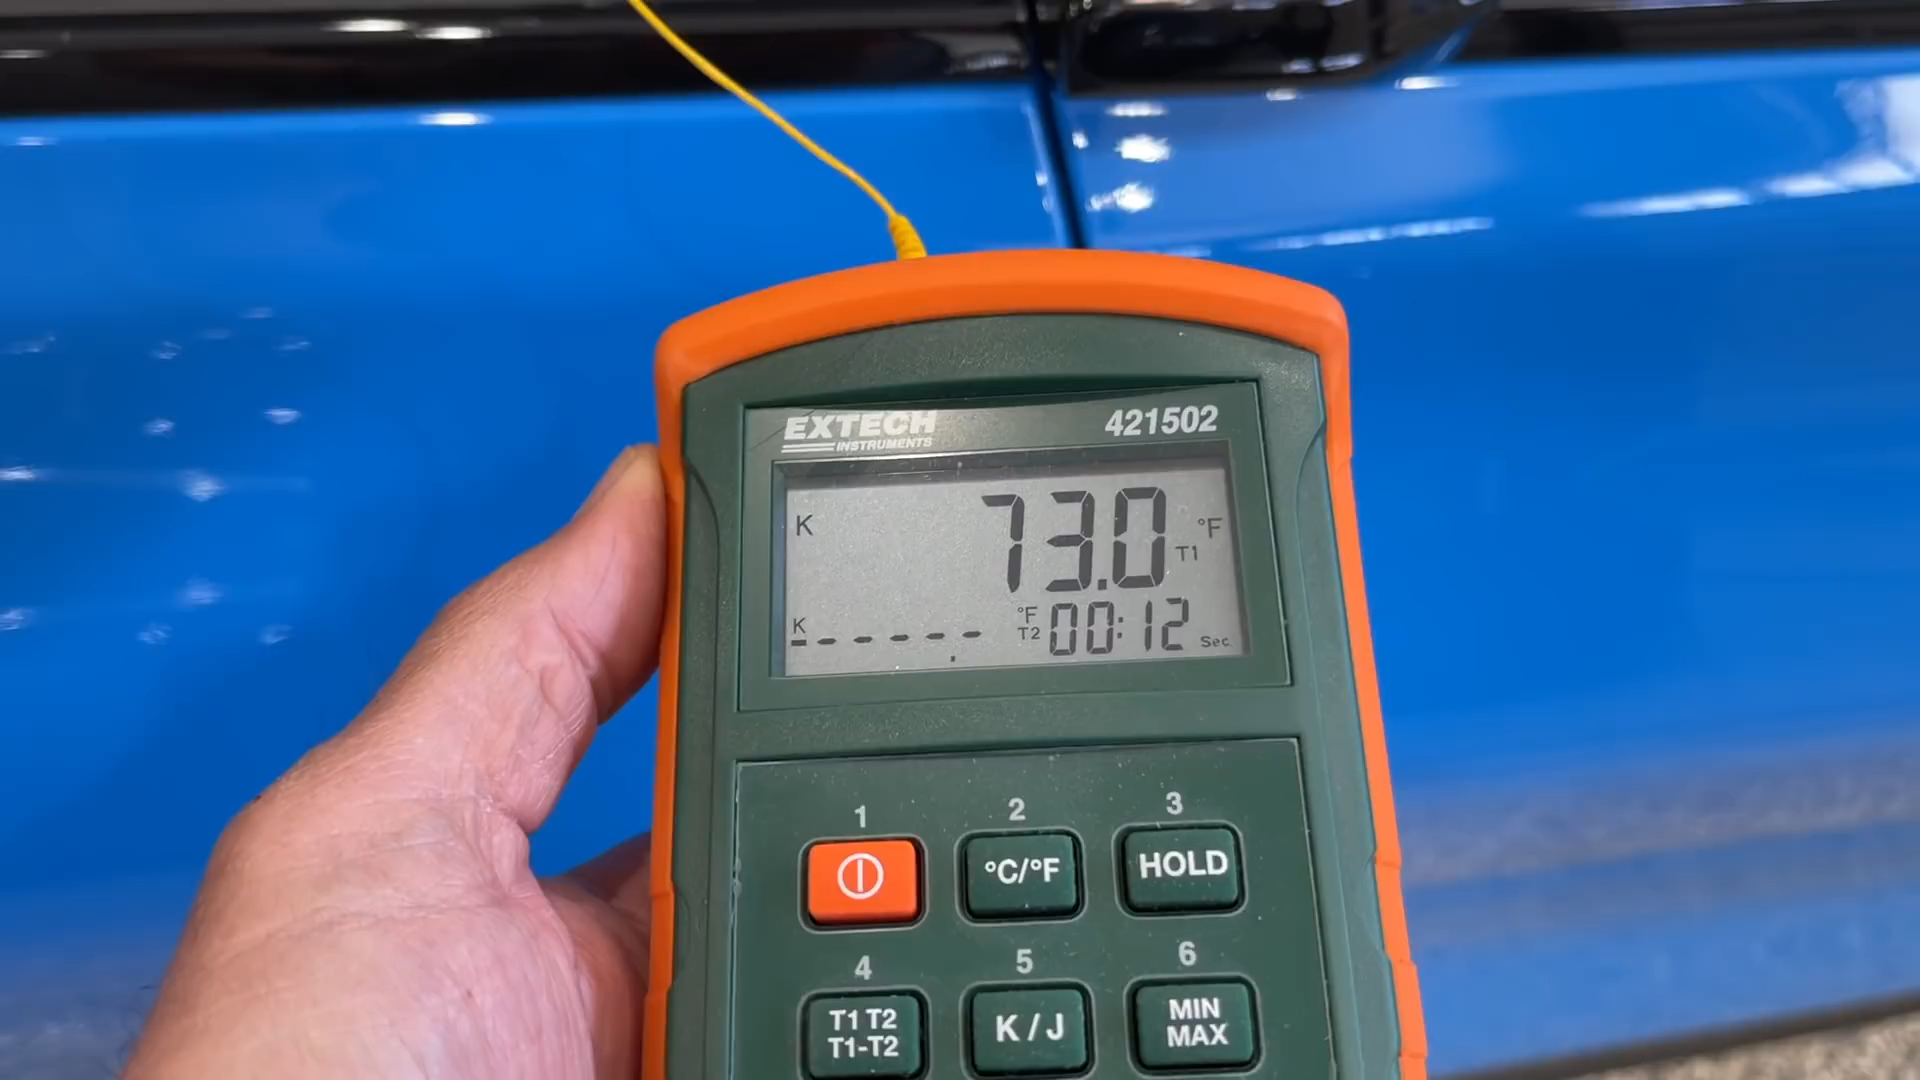 EXTECH 421502
INSTRUMENTS
K 73.0 °F
T1
K ------ °F T2 00:12 Sec
1 2 3
°C/°F HOLD
4 5 6
T1 T2 K / J MIN
T1-T2 MAX